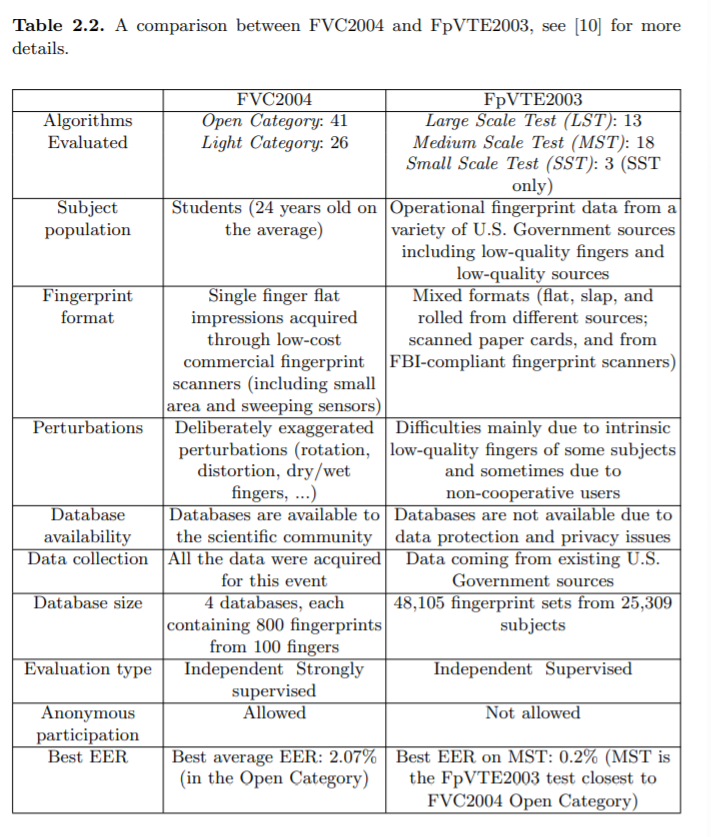 Table 2.2. A comparison between FVC2004 and FpVTE2003, see [10] for more
details.
FVC2004
FpVTE2003
Algorithms
Evaluated
Open Category: 41
Light Category: 26
Large Scale Test (LST): 13
Medium Scale Test (MST): 18
Small Scale Test (SST): 3 (SST
only)
Subject
population
Students (24 years old on
the average)
Operational fingerprint data from a
variety of U.S. Government sources
including low-quality fingers and
low-quality sources
Fingerprint
format
Single finger flat
impressions acquired
through low-cost
commercial fingerprint
scanners (including small
area and sweeping sensors)
Mixed formats (flat, slap, and
rolled from different sources;
scanned paper cards, and from
FBI-compliant fingerprint scanners)
Perturbations
Deliberately exaggerated
perturbations (rotation,
distortion, dry/wet
fingers, ...)
Difficulties mainly due to intrinsic
low-quality fingers of some subjects
and sometimes due to
non-cooperative users
Database
availability
Databases are available to
the scientific community
Databases are not available due to
data protection and privacy issues
Data collection
All the data were acquired
for this event
Data coming from existing U.S.
Government sources
Database size
4 databases, each
containing 800 fingerprints
from 100 fingers
48,105 fingerprint sets from 25,309
subjects
Evaluation type
Independent Strongly
supervised
Independent Supervised
Anonymous
participation
Allowed
Not allowed
Best EER
Best average EER: 2.07%
(in the Open Category)
Best EER on MST: 0.2% (MST is
the FpVTE2003 test closest to
FVC2004 Open Category)